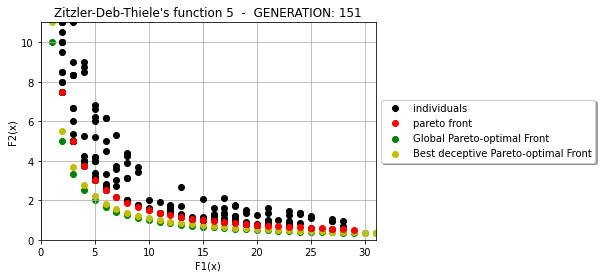 Zitzler-Deb-Thiele's function 5 - GENERATION: 151
F2(x)
10
8
6
4
2
0
0
5
10
15
20
25
30
F1(x)
individuals
pareto front
Global Pareto-optimal Front
Best deceptive Pareto-optimal Front